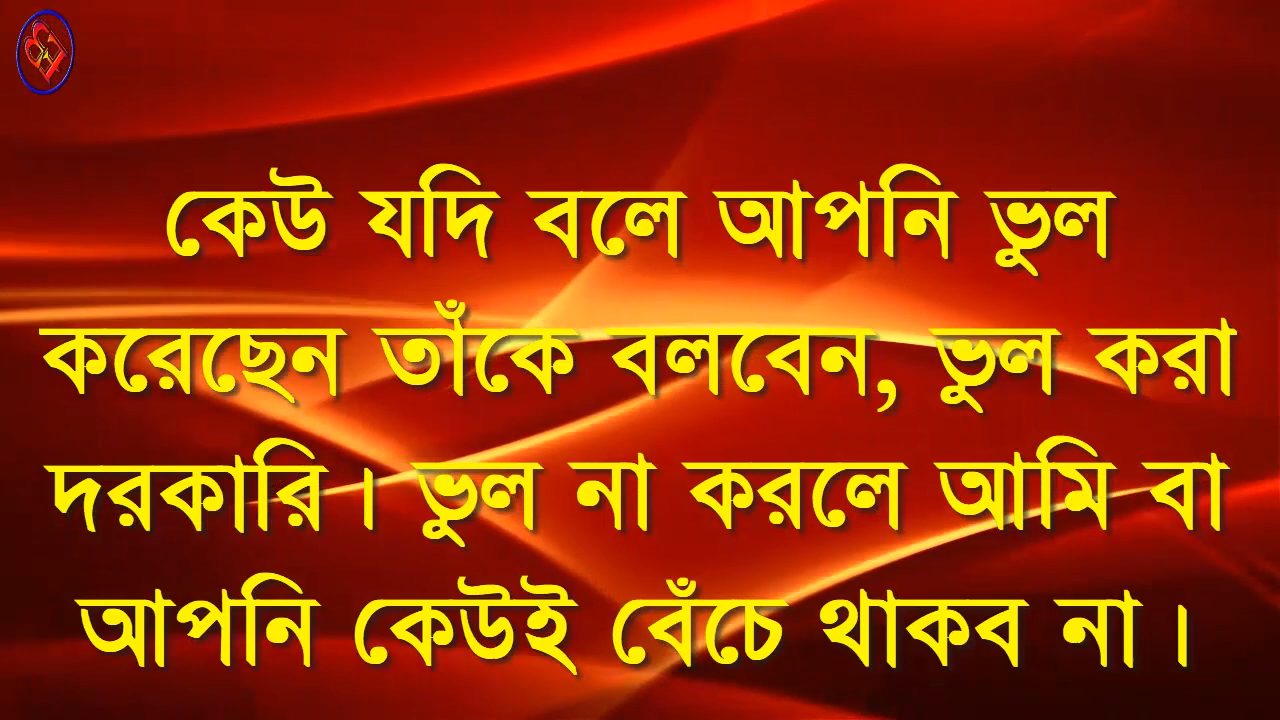 কেউ যদি বলে আপনি ভুল
করেছেন তাঁকে বলবেন, ভুল করা
দরকারি। ভুল না করলে আমি বা
আপনি কেউই বেঁচে থাকব না।